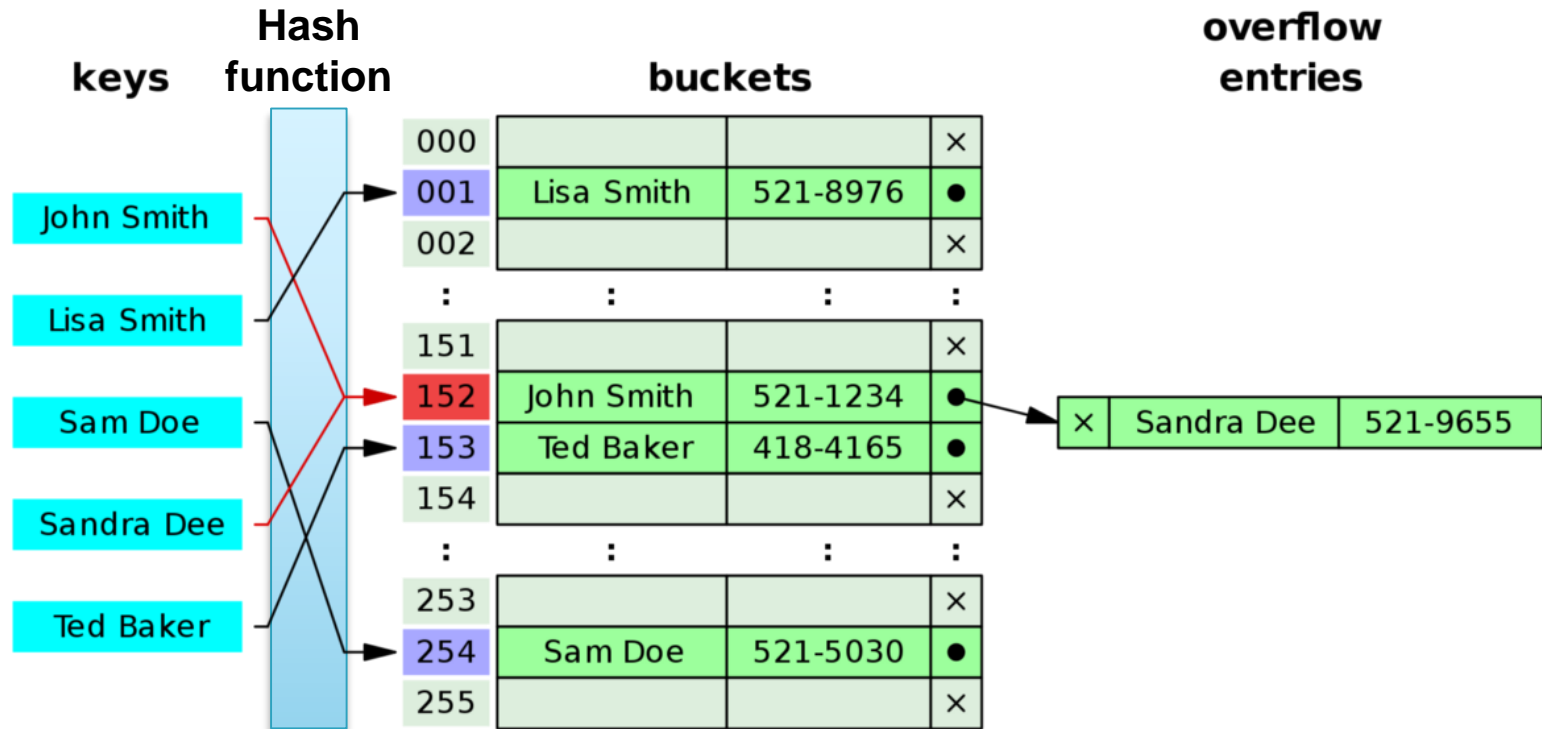 keys
Hash
function
buckets
overflow
entries
John Smith
Lisa Smith
Sam Doe
Sandra Dee
Ted Baker
000 ×
001 Lisa Smith 521-8976 ●
002 ×
: : : :
151 ×
152 John Smith 521-1234 ●
153 Ted Baker 418-4165 ●
154 ×
: : : :
253 ×
254 Sam Doe 521-5030 ●
255 ×
× Sandra Dee 521-9655